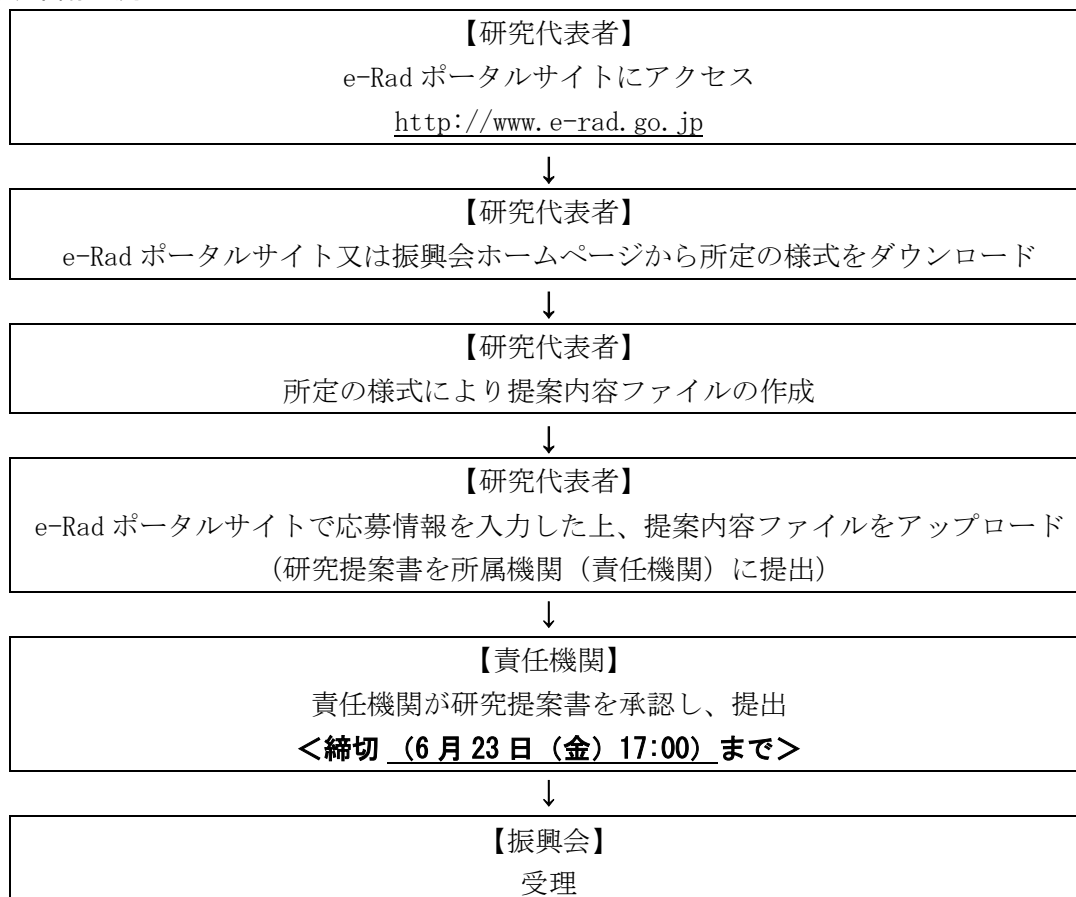 【研究代表者】
e-Rad ポータルサイトにアクセス
http://www.e-rad.go.jp
↓
【研究代表者】
e-Rad ポータルサイト又は振興会ホームページから所定の様式をダウンロード
↓
【研究代表者】
所定の様式により提案内容ファイルの作成
↓
【研究代表者】
e-Rad ポータルサイトで応募情報を入力した上、提案内容ファイルをアップロード
(研究提案書を所属機関（責任機関）に提出)
↓
【責任機関】
責任機関が研究提案書を承認し、提出
＜締切 （6 月 23 日（金）17:00）まで＞
↓
【振興会】
受理